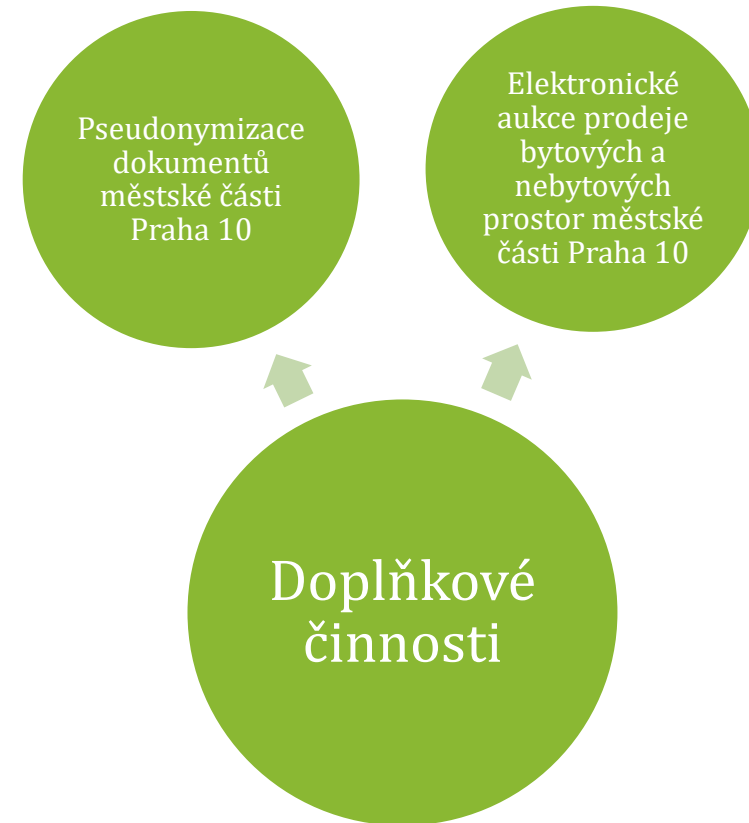 Pseudonymizace
dokumentů
městské části
Praha 10
Elektronické
aukce prodeje
bytových a
nebytových
prostor městské
části Praha 10
Doplňkové
činnosti